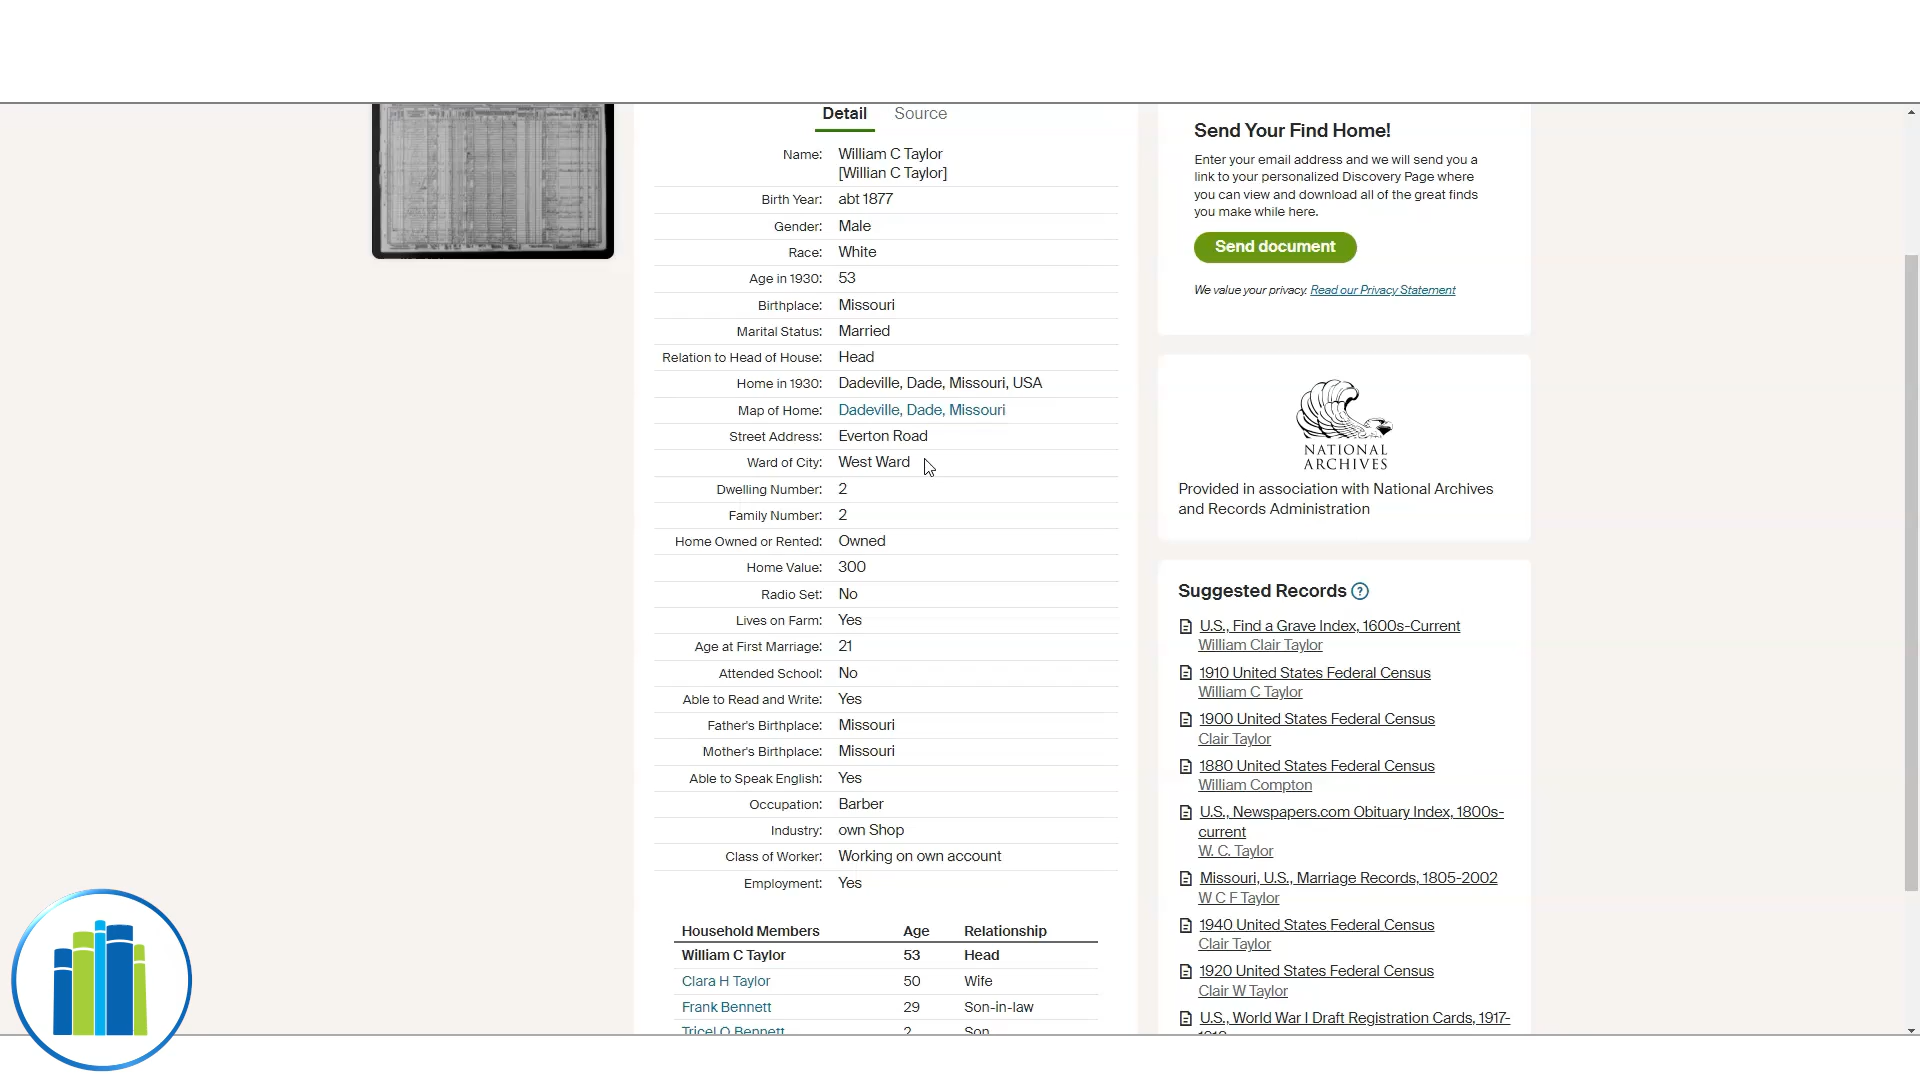 Detail Source
Name: William C Taylor
[Willian C Taylor]
Birth Year: abt 1877
Gender: Male
Race: White
Age in 1930: 53
Birthplace: Missouri
Marital Status: Married
Relation to Head of House: Head
Home in 1930: Dadeville, Dade, Missouri, USA
Map of Home: Dadeville, Dade, Missouri
Street Address: Everton Road
Ward of City: West Ward
Dwelling Number: 2
Family Number: 2
Home Owned or Rented: Owned
Home Value: 300
Radio Set: No
Lives on Farm: Yes
Age at First Marriage: 21
Attended School: No
Able to Read and Write: Yes
Father's Birthplace: Missouri
Mother's Birthplace: Missouri
Able to Speak English: Yes
Occupation: Barber
Industry: own Shop
Class of Worker: Working on own account
Employment: Yes
Household Members Age Relationship
William C Taylor 53 Head
Clara H Taylor 50 Wife
Frank Bennett 29 Son-in-law
Tricel O Bennett 2 Son
Send Your Find Home!
Enter your email address and we will send you a
link to your personalized Discovery Page where
you can view and download all of the great finds
you make while here.
Send document
We value your privacy. Read our Privacy Statement
NATIONAL
ARCHIVES
Provided in association with National Archives
and Records Administration
Suggested Records ?
U.S., Find a Grave Index, 1600s-Current
William Clair Taylor
1910 United States Federal Census
William C Taylor
1900 United States Federal Census
Clair Taylor
1880 United States Federal Census
William Compton
U.S., Newspapers.com Obituary Index, 1800s-
current
W. C. Taylor
Missouri, U.S., Marriage Records, 1805-2002
W C F Taylor
1940 United States Federal Census
Clair Taylor
1920 United States Federal Census
Clair W Taylor
U.S., World War I Draft Registration Cards, 1917-